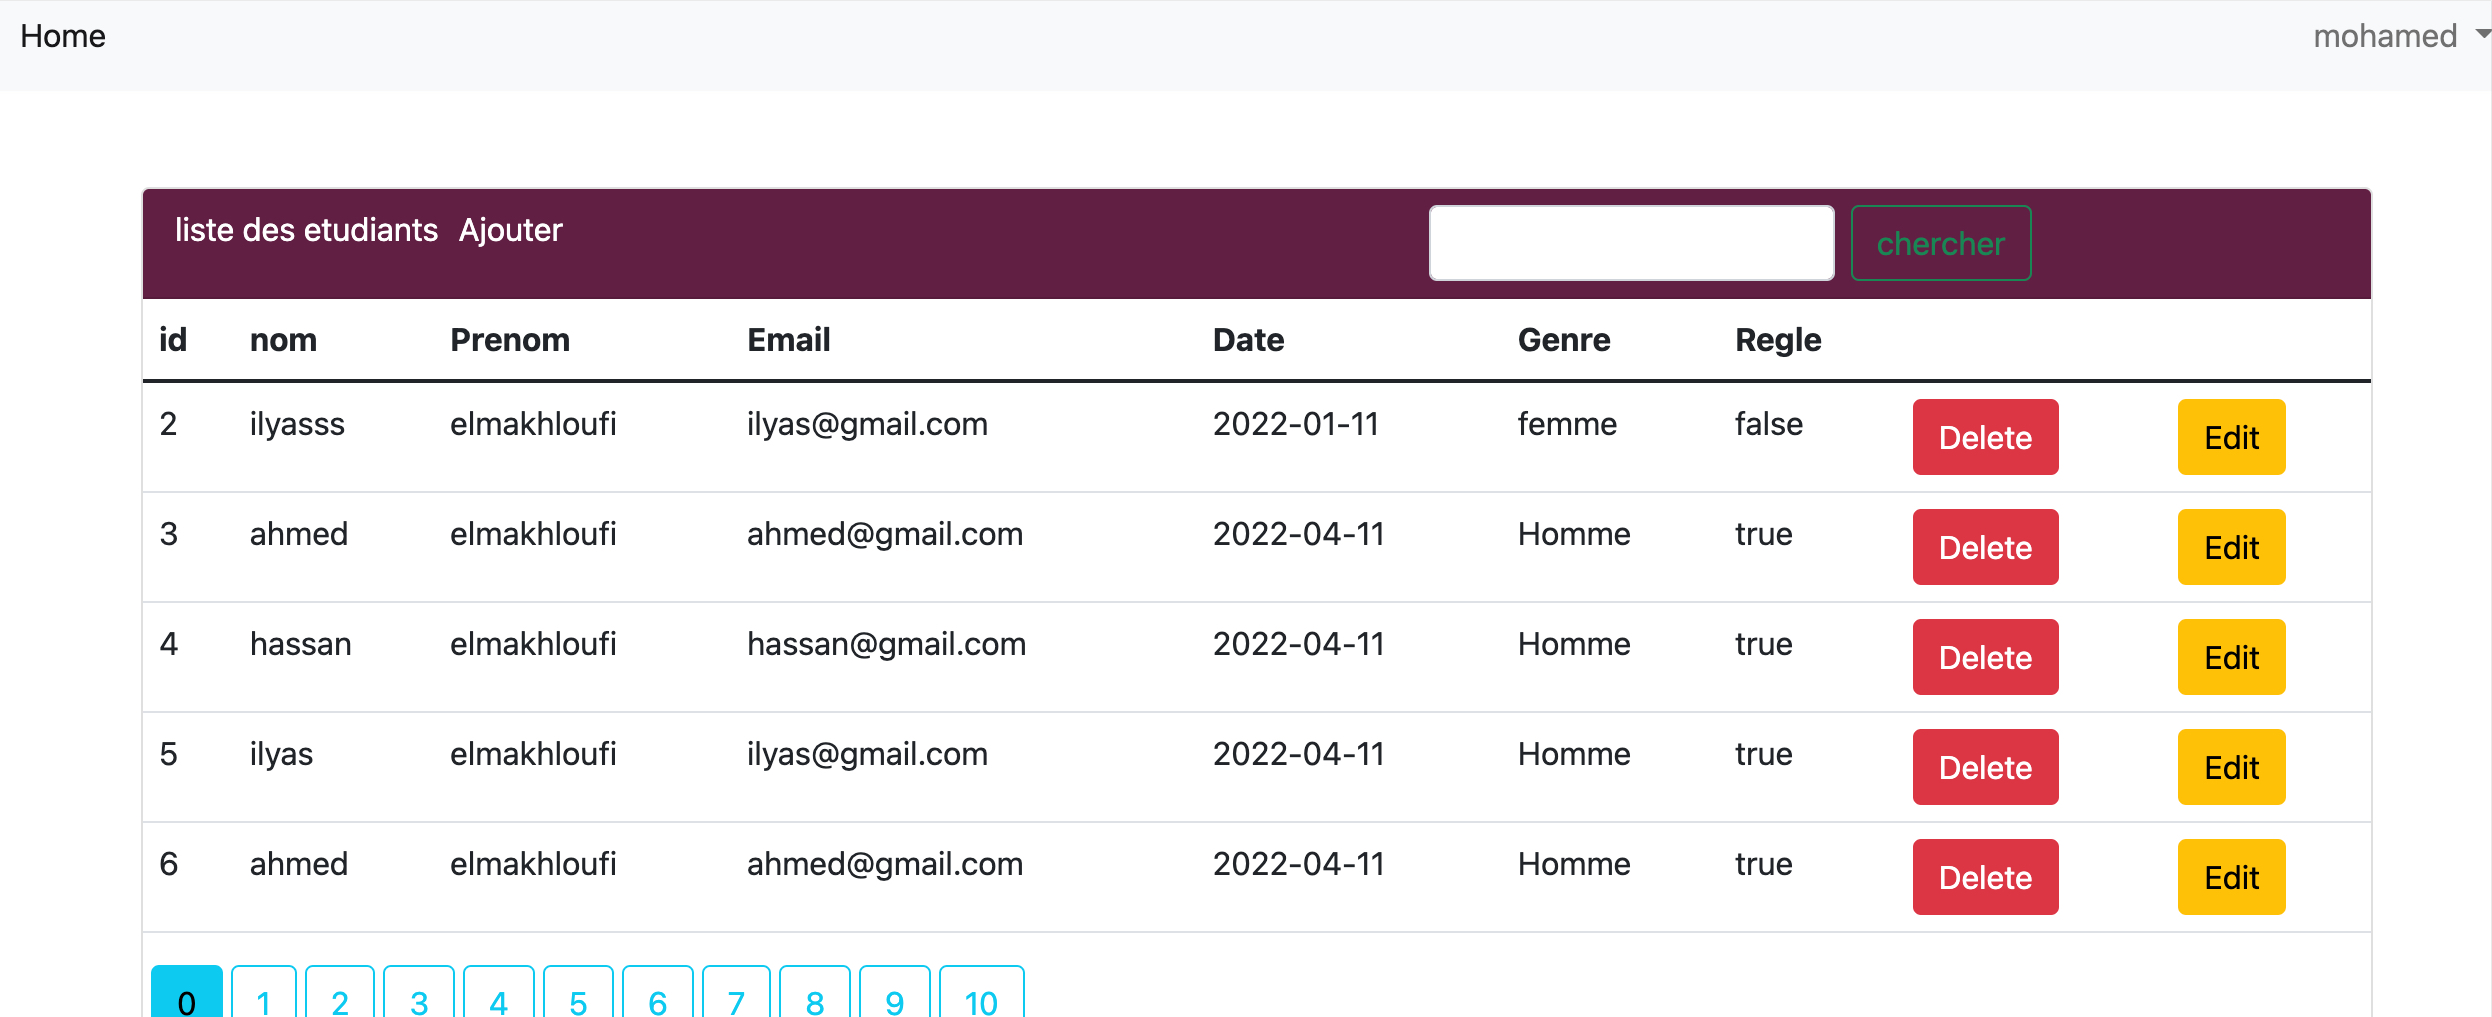 Home mohamed
liste des etudiants Ajouter chercher
id nom Prenom Email Date Genre Regle
2 ilyasss elmakhloufi ilyas@gmail.com 2022-01-11 femme false Delete Edit
3 ahmed elmakhloufi ahmed@gmail.com 2022-04-11 Homme true Delete Edit
4 hassan elmakhloufi hassan@gmail.com 2022-04-11 Homme true Delete Edit
5 ilyas elmakhloufi ilyas@gmail.com 2022-04-11 Homme true Delete Edit
6 ahmed elmakhloufi ahmed@gmail.com 2022-04-11 Homme true Delete Edit
0 1 2 3 4 5 6 7 8 9 10